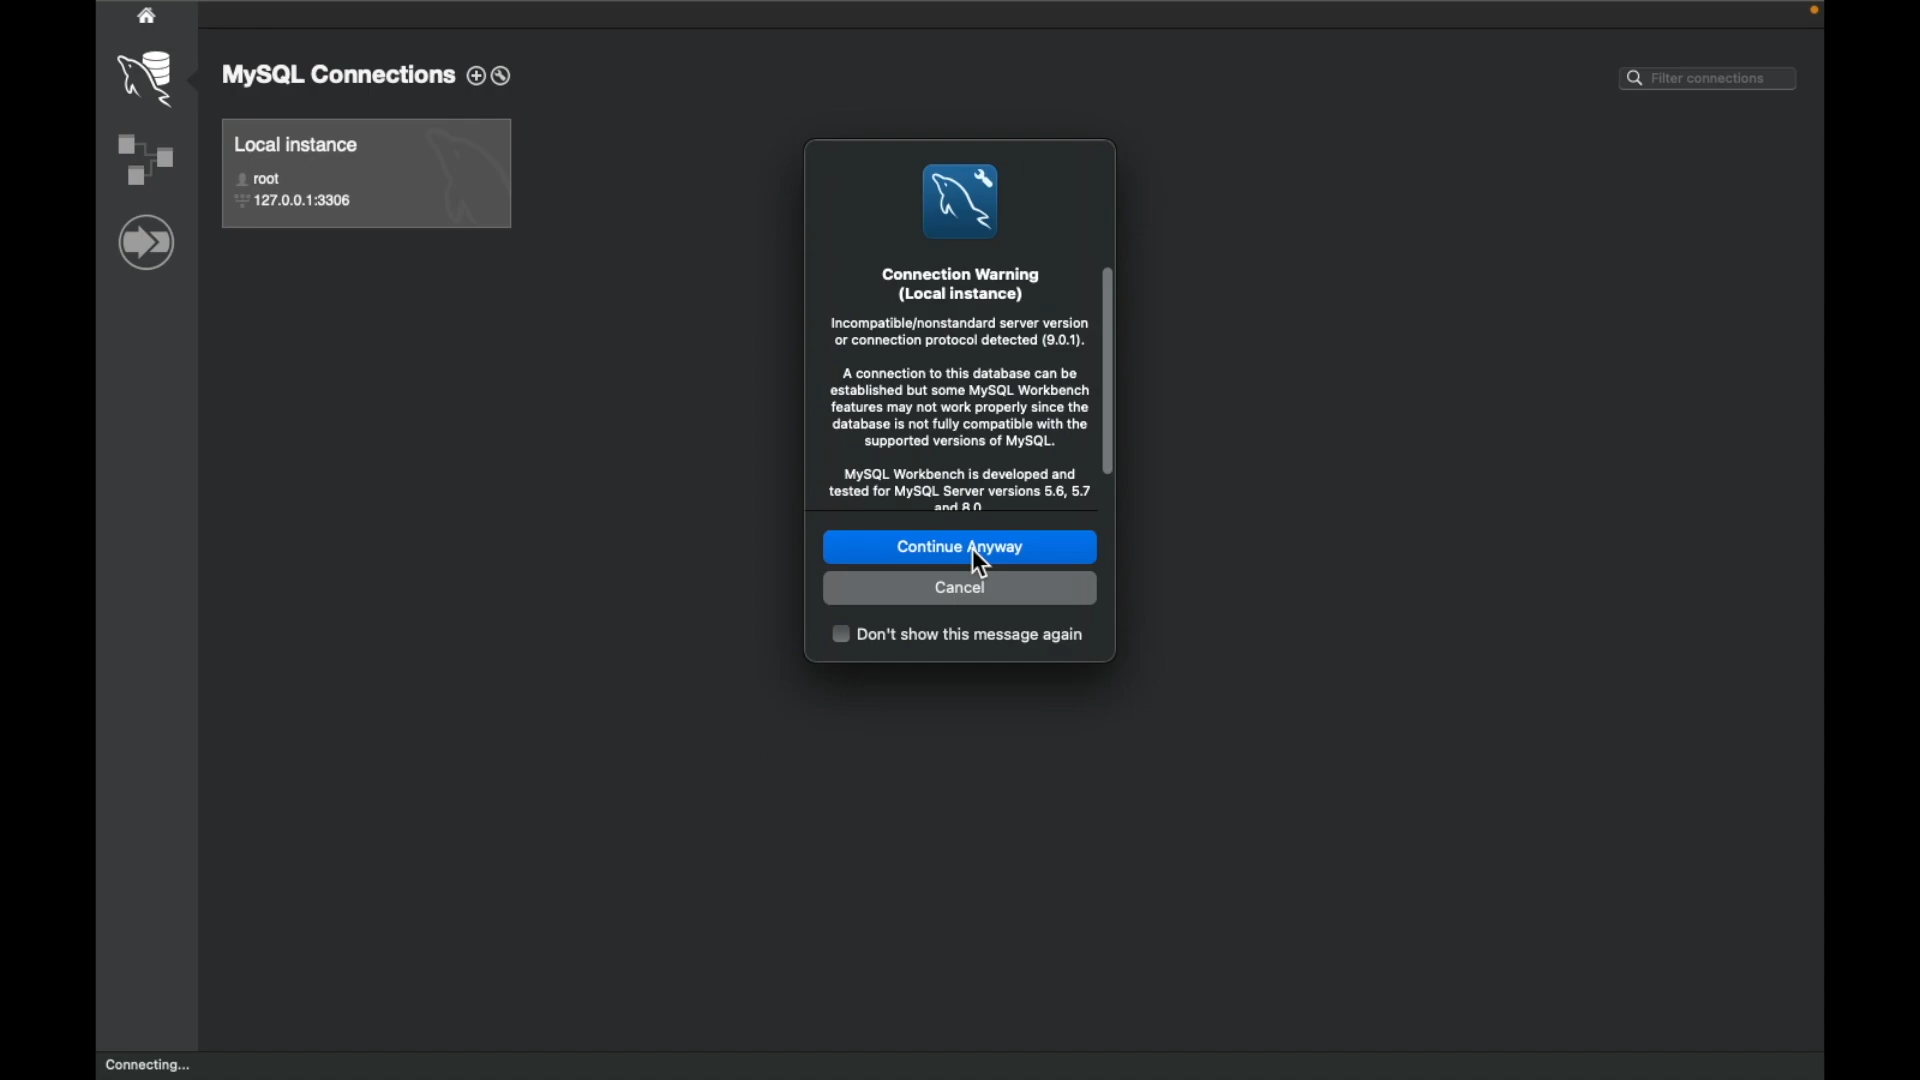 MySQL Connections
Filter connections
Local instance
root
127.0.0.1:3306
Connection Warning
(Local instance)
Incompatible/nonstandard server version
or connection protocol detected (9.0.1).
A connection to this database can be
established but some MySQL Workbench
features may not work properly since the
database is not fully compatible with the
supported versions of MySQL.
MySQL Workbench is developed and
tested for MySQL Server versions 5.6, 5.7
and 8.0
Continue Anyway
Cancel
Don't show this message again
Connecting...